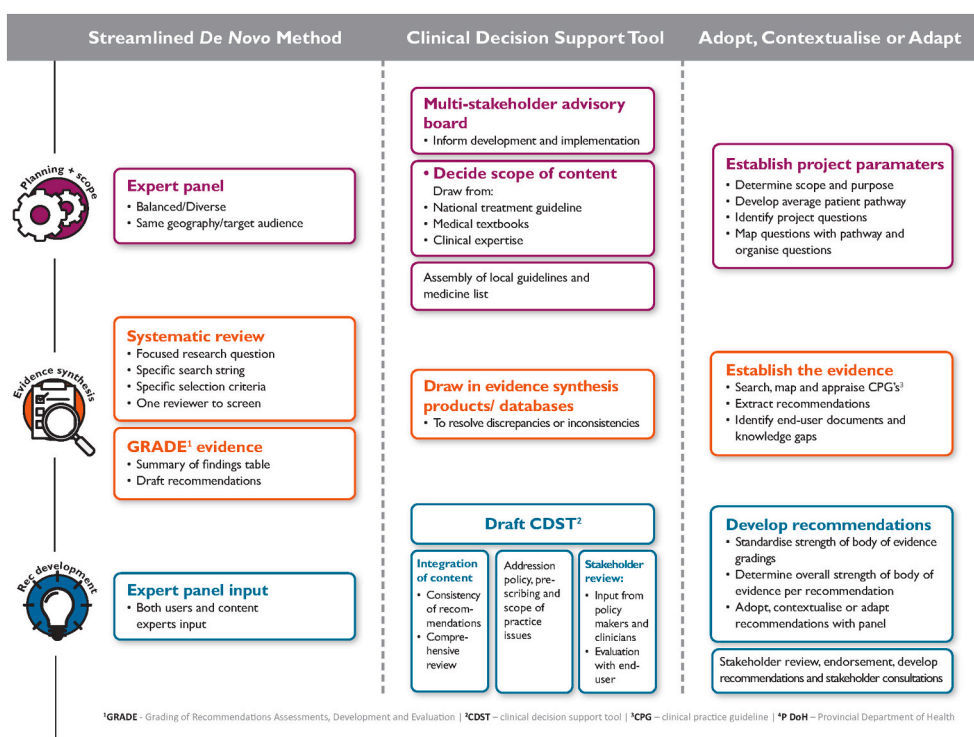 Streamlined De Novo Method
Clinical Decision Support Tool
Adopt, Contextualise or Adapt
Planning + scope
Expert panel
• Balanced/Diverse
• Same geography/target audience
Multi-stakeholder advisory
board
• Inform development and implementation
• Decide scope of content
Draw from:
• National treatment guideline
• Medical textbooks
• Clinical expertise
Assembly of local guidelines and
medicine list
Establish project paramaters
• Determine scope and purpose
• Develop average patient pathway
• Identify project questions
• Map questions with pathway and
organise questions
Evidence synthesis
Systematic review
• Focused research question
• Specific search string
• Specific selection criteria
• One reviewer to screen
GRADE¹ evidence
• Summary of findings table
• Draft recommendations
Draw in evidence synthesis
products/ databases
• To resolve discrepancies or inconsistencies
Establish the evidence
• Search, map and appraise CPG's³
• Extract recommendations
• Identify end-user documents and
knowledge gaps
Rec development
Expert panel input
• Both users and content
experts input
Draft CDST²
Integration
of content
• Consistency
of recom-
mendations
• Compre-
hensive
review
Addression
policy, pre-
scribing and
scope of
practice
issues
Stakeholder
review:
• Input from
policy
makers and
clinicians
• Evaluation
with end-
user
Develop recommendations
• Standardise strength of body of evidence
gradings
• Determine overall strength of body of
evidence per recommendation
• Adopt, contextualise or adapt
recommendations with panel
Stakeholder review, endorsement, develop
recommendations and stakeholder consultations
¹GRADE - Grading of Recommendations Assessments, Development and Evaluation | ²CDST – clinical decision support tool | ³CPG – clinical practice guideline | ⁴P DoH – Provincial Department of Health